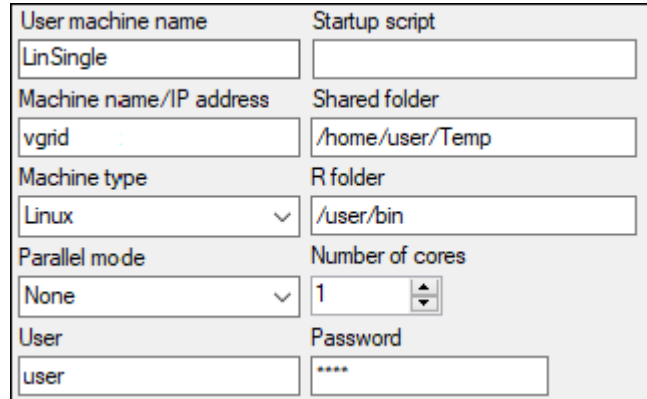 User machine name Startup script
LinSingle
Machine name/IP address Shared folder
vgrid /home/user/Temp
Machine type R folder
Linux /user/bin
Parallel mode Number of cores
None 1
User Password
user ****